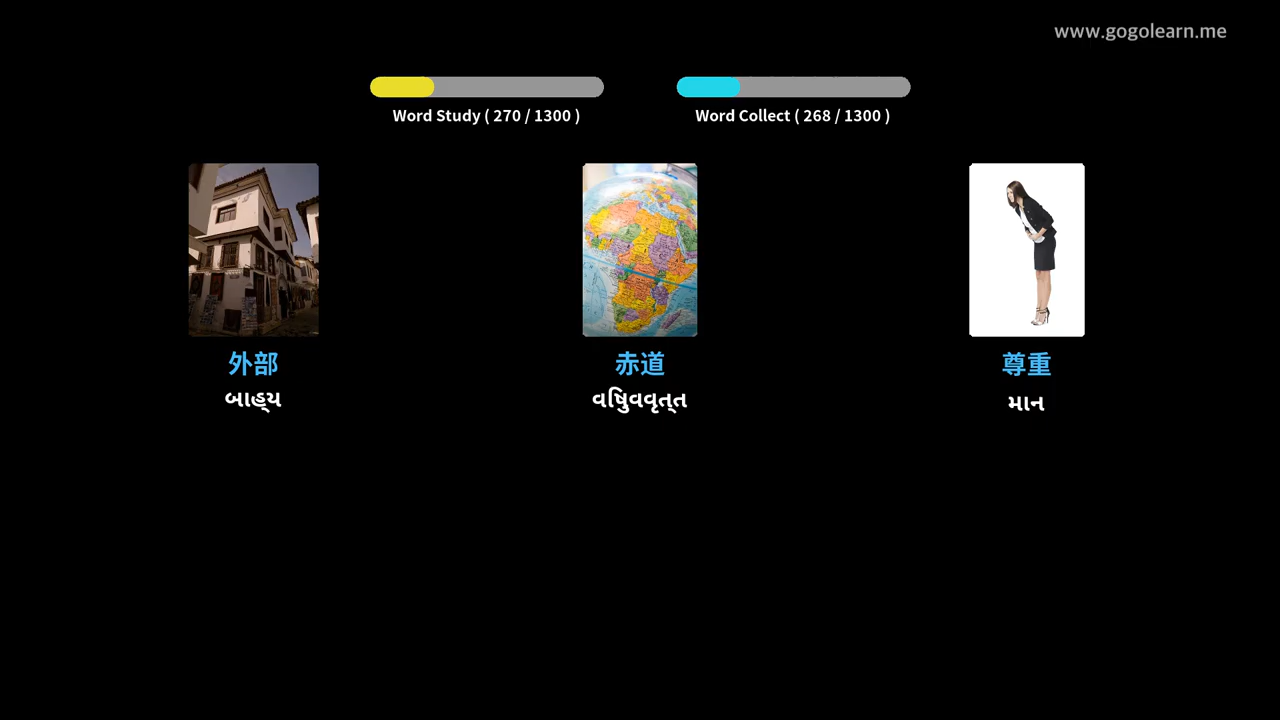 www.gogolearn.me
Word Study ( 270 / 1300 )
Word Collect ( 268 / 1300 )
外部
赤道
尊重
બાહ્ય
વિષુવવૃત્ત
માન